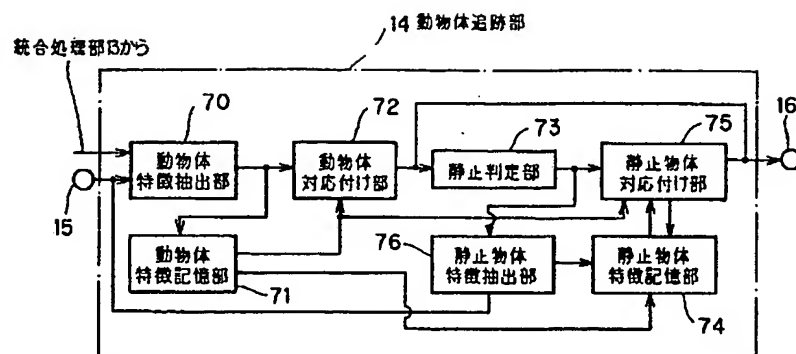 14 動物体追跡部
統合処理部13から
70
動物体
特徴抽出部
72
動物体
対応付け部
73
静止判定部
75
静止物体
対応付け部
16
15
動物体
特徴記憶部
71
76
静止物体
特徴抽出部
静止物体
特徴記憶部
74